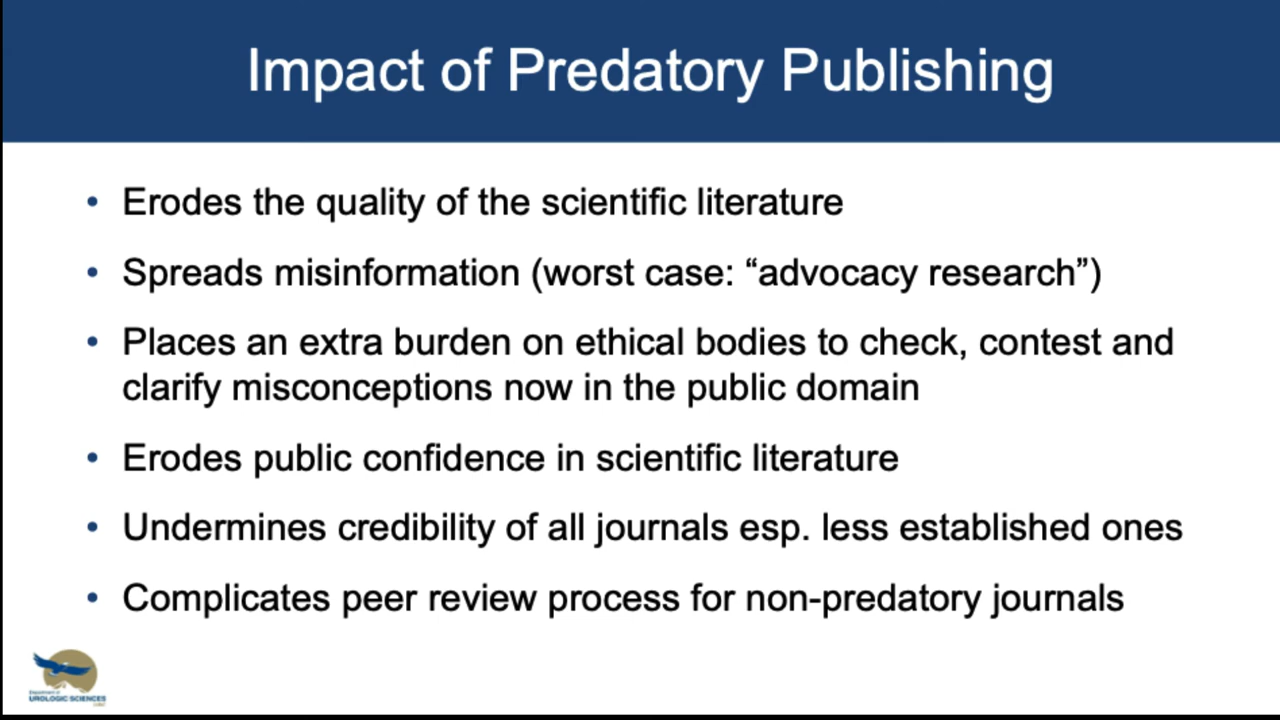 Impact of Predatory Publishing
• Erodes the quality of the scientific literature
• Spreads misinformation (worst case: “advocacy research”)
• Places an extra burden on ethical bodies to check, contest and
clarify misconceptions now in the public domain
• Erodes public confidence in scientific literature
• Undermines credibility of all journals esp. less established ones
• Complicates peer review process for non-predatory journals
Department of
UROLOGIC SCIENCES